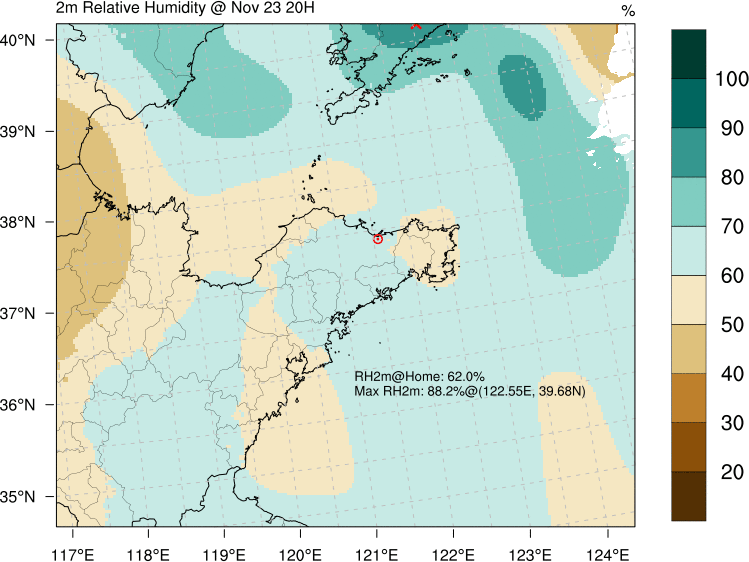 2m Relative Humidity @ Nov 23 20H
%
40°N
39°N
38°N
37°N
36°N
35°N
117°E 118°E 119°E 120°E 121°E 122°E 123°E 124°E
RH2m@Home: 62.0%
Max RH2m: 88.2%@(122.55E, 39.68N)
100
90
80
70
60
50
40
30
20